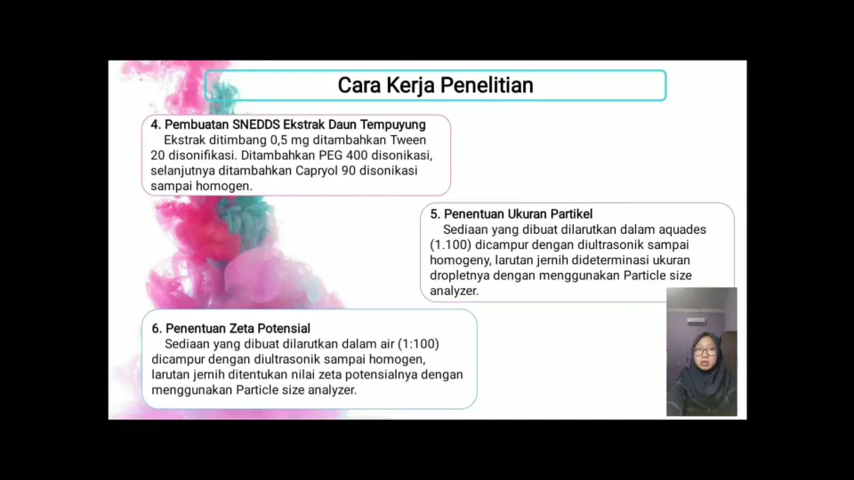 Cara Kerja Penelitian
4. Pembuatan SNEDDS Ekstrak Daun Tempuyung
Ekstrak ditimbang 0,5 mg ditambahkan Tween
20 disonifikasi. Ditambahkan PEG 400 disonikasi,
selanjutnya ditambahkan Capryol 90 disonikasi
sampai homogen.
5. Penentuan Ukuran Partikel
Sediaan yang dibuat dilarutkan dalam aquades
(1.100) dicampur dengan diultrasonik sampai
homogeny, larutan jernih dideterminasi ukuran
dropletnya dengan menggunakan Particle size
analyzer.
6. Penentuan Zeta Potensial
Sediaan yang dibuat dilarutkan dalam air (1:100)
dicampur dengan diultrasonik sampai homogen,
larutan jernih ditentukan nilai zeta potensialnya dengan
menggunakan Particle size analyzer.